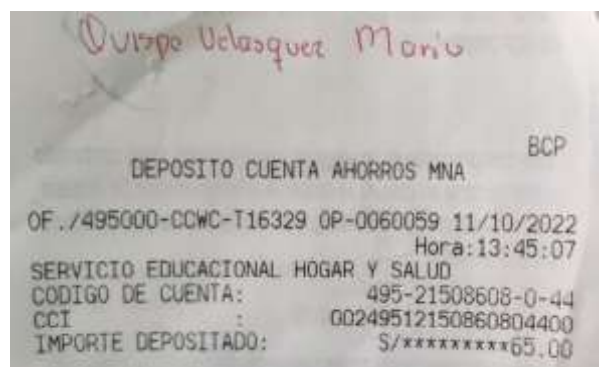 Quispe Velasquez Mario
BCP
DEPOSITO CUENTA AHORROS MNA
OF./495000-CCWC-T16329 OP-0060059 11/10/2022
Hora:13:45:07
SERVICIO EDUCACIONAL HOGAR Y SALUD
CODIGO DE CUENTA: 495-21508608-0-44
CCI : 00249512150860804400
IMPORTE DEPOSITADO: S/*********65.00